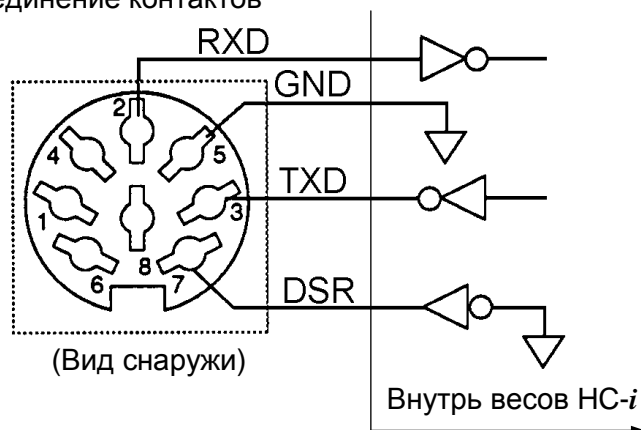 единение контактов
RXD
GND
TXD
DSR
2
4
5
1
3
6
8
7
(Вид снаружи)
Внутрь весов HC-i